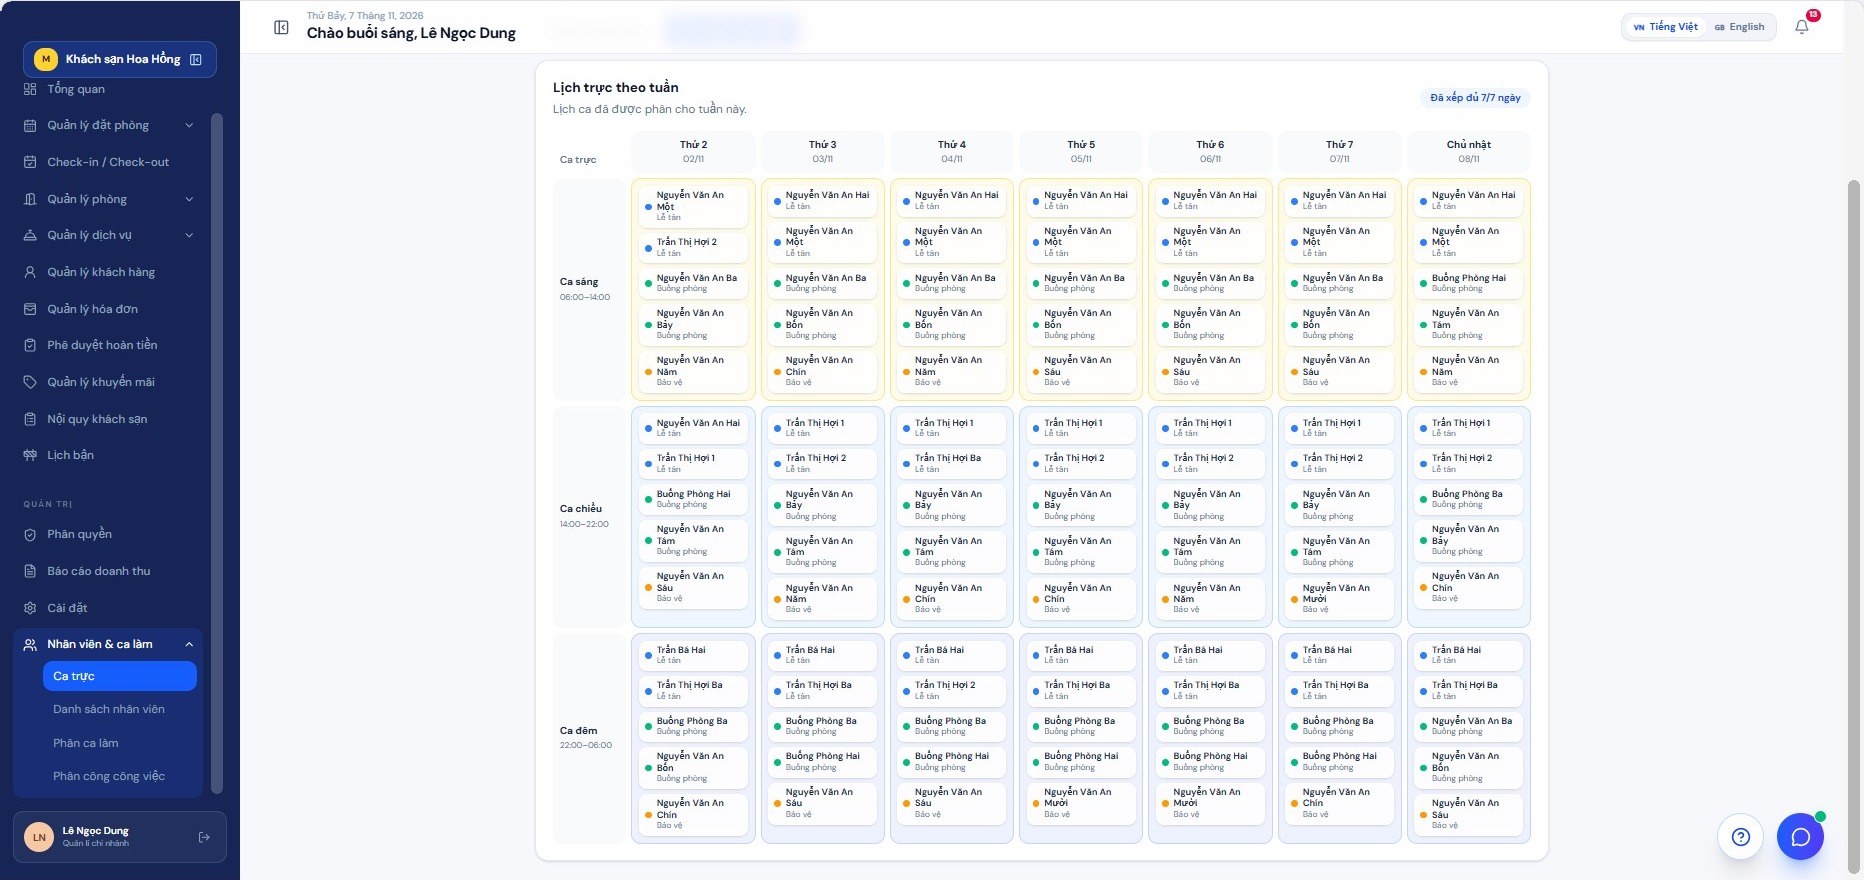 M Khách sạn Hoa Hồng
Tổng quan
Quản lý đặt phòng
Check-in / Check-out
Quản lý phòng
Quản lý dịch vụ
Quản lý khách hàng
Quản lý hóa đơn
Phê duyệt hoàn tiền
Quản lý khuyến mãi
Nội quy khách sạn
Lịch bận
QUẢN TRỊ
Phân quyền
Báo cáo doanh thu
Cài đặt
Nhân viên & ca làm
Ca trực
Danh sách nhân viên
Phân ca làm
Phân công công việc
LN
Lê Ngọc Dung
Quản lí chi nhánh
Thứ Bảy, 7 Tháng 11, 2026
Chào buổi sáng, Lê Ngọc Dung
VN Tiếng Việt GB English
13
Lịch trực theo tuần
Lịch ca đã được phân cho tuần này.
Đã xếp đủ 7/7 ngày
Ca trực
Thứ 2
02/11
Thứ 3
03/11
Thứ 4
04/11
Thứ 5
05/11
Thứ 6
06/11
Thứ 7
07/11
Chủ nhật
08/11
Ca sáng
06:00–14:00
Nguyễn Văn An
Một
Lễ tân
Trần Thị Hợi 2
Lễ tân
Nguyễn Văn An Ba
Buồng phòng
Nguyễn Văn An
Bảy
Buồng phòng
Nguyễn Văn An
Năm
Bảo vệ
Nguyễn Văn An Hai
Lễ tân
Nguyễn Văn An
Một
Lễ tân
Nguyễn Văn An Ba
Buồng phòng
Nguyễn Văn An
Bốn
Buồng phòng
Nguyễn Văn An
Chín
Bảo vệ
Nguyễn Văn An Hai
Lễ tân
Nguyễn Văn An
Một
Lễ tân
Nguyễn Văn An Ba
Buồng phòng
Nguyễn Văn An
Bốn
Buồng phòng
Nguyễn Văn An
Năm
Bảo vệ
Nguyễn Văn An Hai
Lễ tân
Nguyễn Văn An
Một
Lễ tân
Nguyễn Văn An Ba
Buồng phòng
Nguyễn Văn An
Bốn
Buồng phòng
Nguyễn Văn An
Sáu
Bảo vệ
Nguyễn Văn An Hai
Lễ tân
Nguyễn Văn An
Một
Lễ tân
Nguyễn Văn An Ba
Buồng phòng
Nguyễn Văn An
Bốn
Buồng phòng
Nguyễn Văn An
Sáu
Bảo vệ
Nguyễn Văn An Hai
Lễ tân
Nguyễn Văn An
Một
Lễ tân
Nguyễn Văn An Ba
Buồng phòng
Nguyễn Văn An
Bốn
Buồng phòng
Nguyễn Văn An
Sáu
Bảo vệ
Nguyễn Văn An Hai
Lễ tân
Nguyễn Văn An
Một
Lễ tân
Buồng Phòng Hai
Buồng phòng
Nguyễn Văn An
Tám
Buồng phòng
Nguyễn Văn An
Năm
Bảo vệ
Ca chiều
14:00–22:00
Nguyễn Văn An Hai
Lễ tân
Trần Thị Hợi 1
Lễ tân
Buồng Phòng Hai
Buồng phòng
Nguyễn Văn An
Tám
Buồng phòng
Nguyễn Văn An
Sáu
Bảo vệ
Trần Thị Hợi 1
Lễ tân
Trần Thị Hợi 2
Lễ tân
Nguyễn Văn An
Bảy
Buồng phòng
Nguyễn Văn An
Tám
Buồng phòng
Nguyễn Văn An
Năm
Bảo vệ
Trần Thị Hợi 1
Lễ tân
Trần Thị Hợi Ba
Lễ tân
Nguyễn Văn An
Bảy
Buồng phòng
Nguyễn Văn An
Tám
Buồng phòng
Nguyễn Văn An
Chín
Bảo vệ
Trần Thị Hợi 1
Lễ tân
Trần Thị Hợi 2
Lễ tân
Nguyễn Văn An
Bảy
Buồng phòng
Nguyễn Văn An
Tám
Buồng phòng
Nguyễn Văn An
Chín
Bảo vệ
Trần Thị Hợi 1
Lễ tân
Trần Thị Hợi 2
Lễ tân
Nguyễn Văn An
Bảy
Buồng phòng
Nguyễn Văn An
Tám
Buồng phòng
Nguyễn Văn An
Năm
Bảo vệ
Trần Thị Hợi 1
Lễ tân
Trần Thị Hợi 2
Lễ tân
Nguyễn Văn An
Bảy
Buồng phòng
Nguyễn Văn An
Tám
Buồng phòng
Nguyễn Văn An
Mười
Bảo vệ
Trần Thị Hợi 1
Lễ tân
Trần Thị Hợi 2
Lễ tân
Buồng Phòng Ba
Buồng phòng
Nguyễn Văn An
Bảy
Buồng phòng
Nguyễn Văn An
Chín
Bảo vệ
Ca đêm
22:00–06:00
Trần Bá Hai
Lễ tân
Trần Thị Hợi Ba
Lễ tân
Buồng Phòng Ba
Buồng phòng
Nguyễn Văn An
Bốn
Buồng phòng
Nguyễn Văn An
Chín
Bảo vệ
Trần Bá Hai
Lễ tân
Trần Thị Hợi Ba
Lễ tân
Buồng Phòng Ba
Buồng phòng
Buồng Phòng Hai
Buồng phòng
Nguyễn Văn An
Sáu
Bảo vệ
Trần Bá Hai
Lễ tân
Trần Thị Hợi 2
Lễ tân
Buồng Phòng Ba
Buồng phòng
Buồng Phòng Hai
Buồng phòng
Nguyễn Văn An
Sáu
Bảo vệ
Trần Bá Hai
Lễ tân
Trần Thị Hợi Ba
Lễ tân
Buồng Phòng Ba
Buồng phòng
Buồng Phòng Hai
Buồng phòng
Nguyễn Văn An
Mười
Bảo vệ
Trần Bá Hai
Lễ tân
Trần Thị Hợi Ba
Lễ tân
Buồng Phòng Ba
Buồng phòng
Buồng Phòng Hai
Buồng phòng
Nguyễn Văn An
Mười
Bảo vệ
Trần Bá Hai
Lễ tân
Trần Thị Hợi Ba
Lễ tân
Buồng Phòng Ba
Buồng phòng
Buồng Phòng Hai
Buồng phòng
Nguyễn Văn An
Chín
Bảo vệ
Trần Bá Hai
Lễ tân
Trần Thị Hợi Ba
Lễ tân
Nguyễn Văn An Ba
Buồng phòng
Nguyễn Văn An
Bốn
Buồng phòng
Nguyễn Văn An
Sáu
Bảo vệ